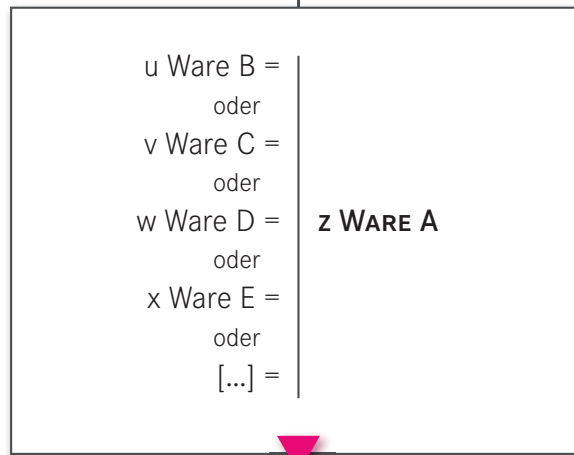 u Ware B =
oder
v Ware C =
oder
w Ware D = z WARE A
oder
x Ware E =
oder
[...] =